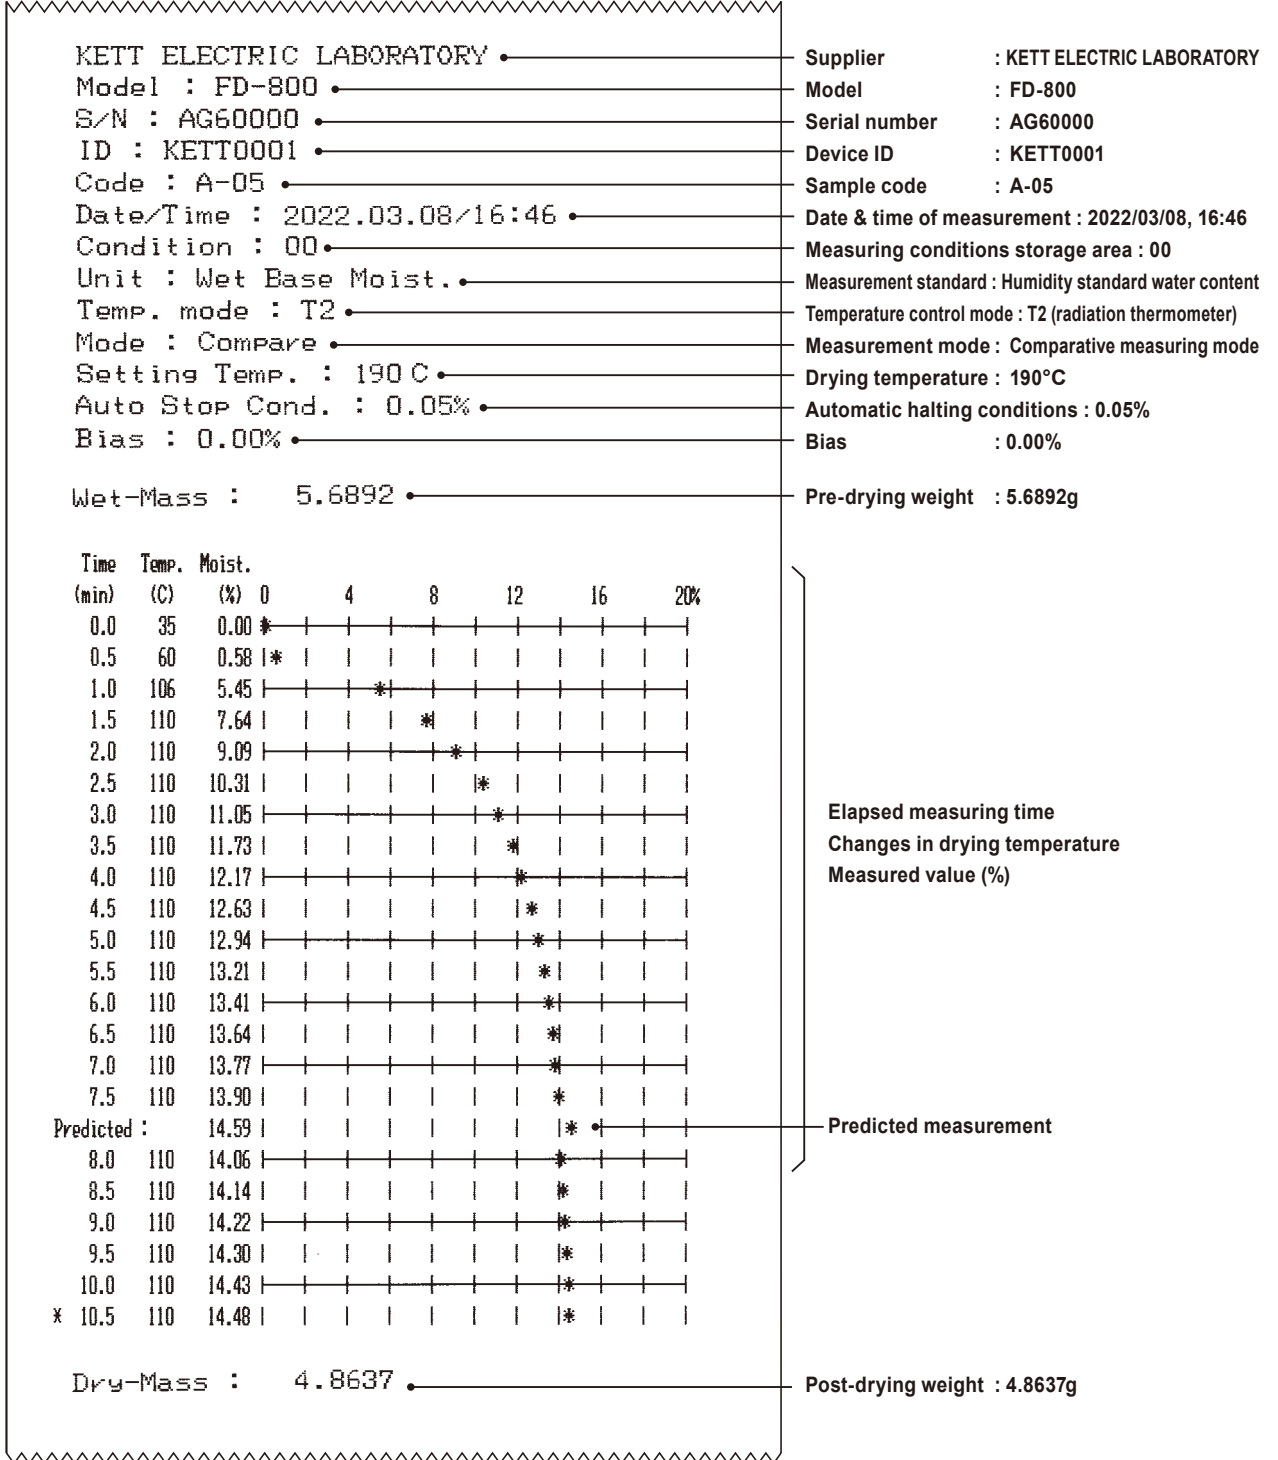 KETT ELECTRIC LABORATORY Supplier : KETT ELECTRIC LABORATORY
Model : FD-800 Model : FD-800
S/N : AG60000 Serial number : AG60000
ID : KETT0001 Device ID : KETT0001
Code : A-05 Sample code : A-05
Date/Time : 2022.03.08/16:46 Date & time of measurement : 2022/03/08, 16:46
Condition : 00 Measuring conditions storage area : 00
Unit : Wet Base Moist. Measurement standard : Humidity standard water content
Temp. mode : T2 Temperature control mode : T2 (radiation thermometer)
Mode : Compare Measurement mode : Comparative measuring mode
Setting Temp. : 190 C Drying temperature : 190°C
Auto Stop Cond. : 0.05% Automatic halting conditions : 0.05%
Bias : 0.00% Bias : 0.00%
Wet-Mass : 5.6892 Pre-drying weight : 5.6892g
Time Temp. Moist.
(min) (C) (%) 0 4 8 12 16 20%
0.0 35 0.00
0.5 60 0.58
1.0 106 5.45
1.5 110 7.64
2.0 110 9.09
2.5 110 10.31
3.0 110 11.05 Elapsed measuring time
3.5 110 11.73 Changes in drying temperature
4.0 110 12.17 Measured value (%)
4.5 110 12.63
5.0 110 12.94
5.5 110 13.21
6.0 110 13.41
6.5 110 13.64
7.0 110 13.77
7.5 110 13.90
Predicted : 14.59 Predicted measurement
8.0 110 14.06
8.5 110 14.14
9.0 110 14.22
9.5 110 14.30
10.0 110 14.43
* 10.5 110 14.48
Dry-Mass : 4.8637 Post-drying weight : 4.8637g